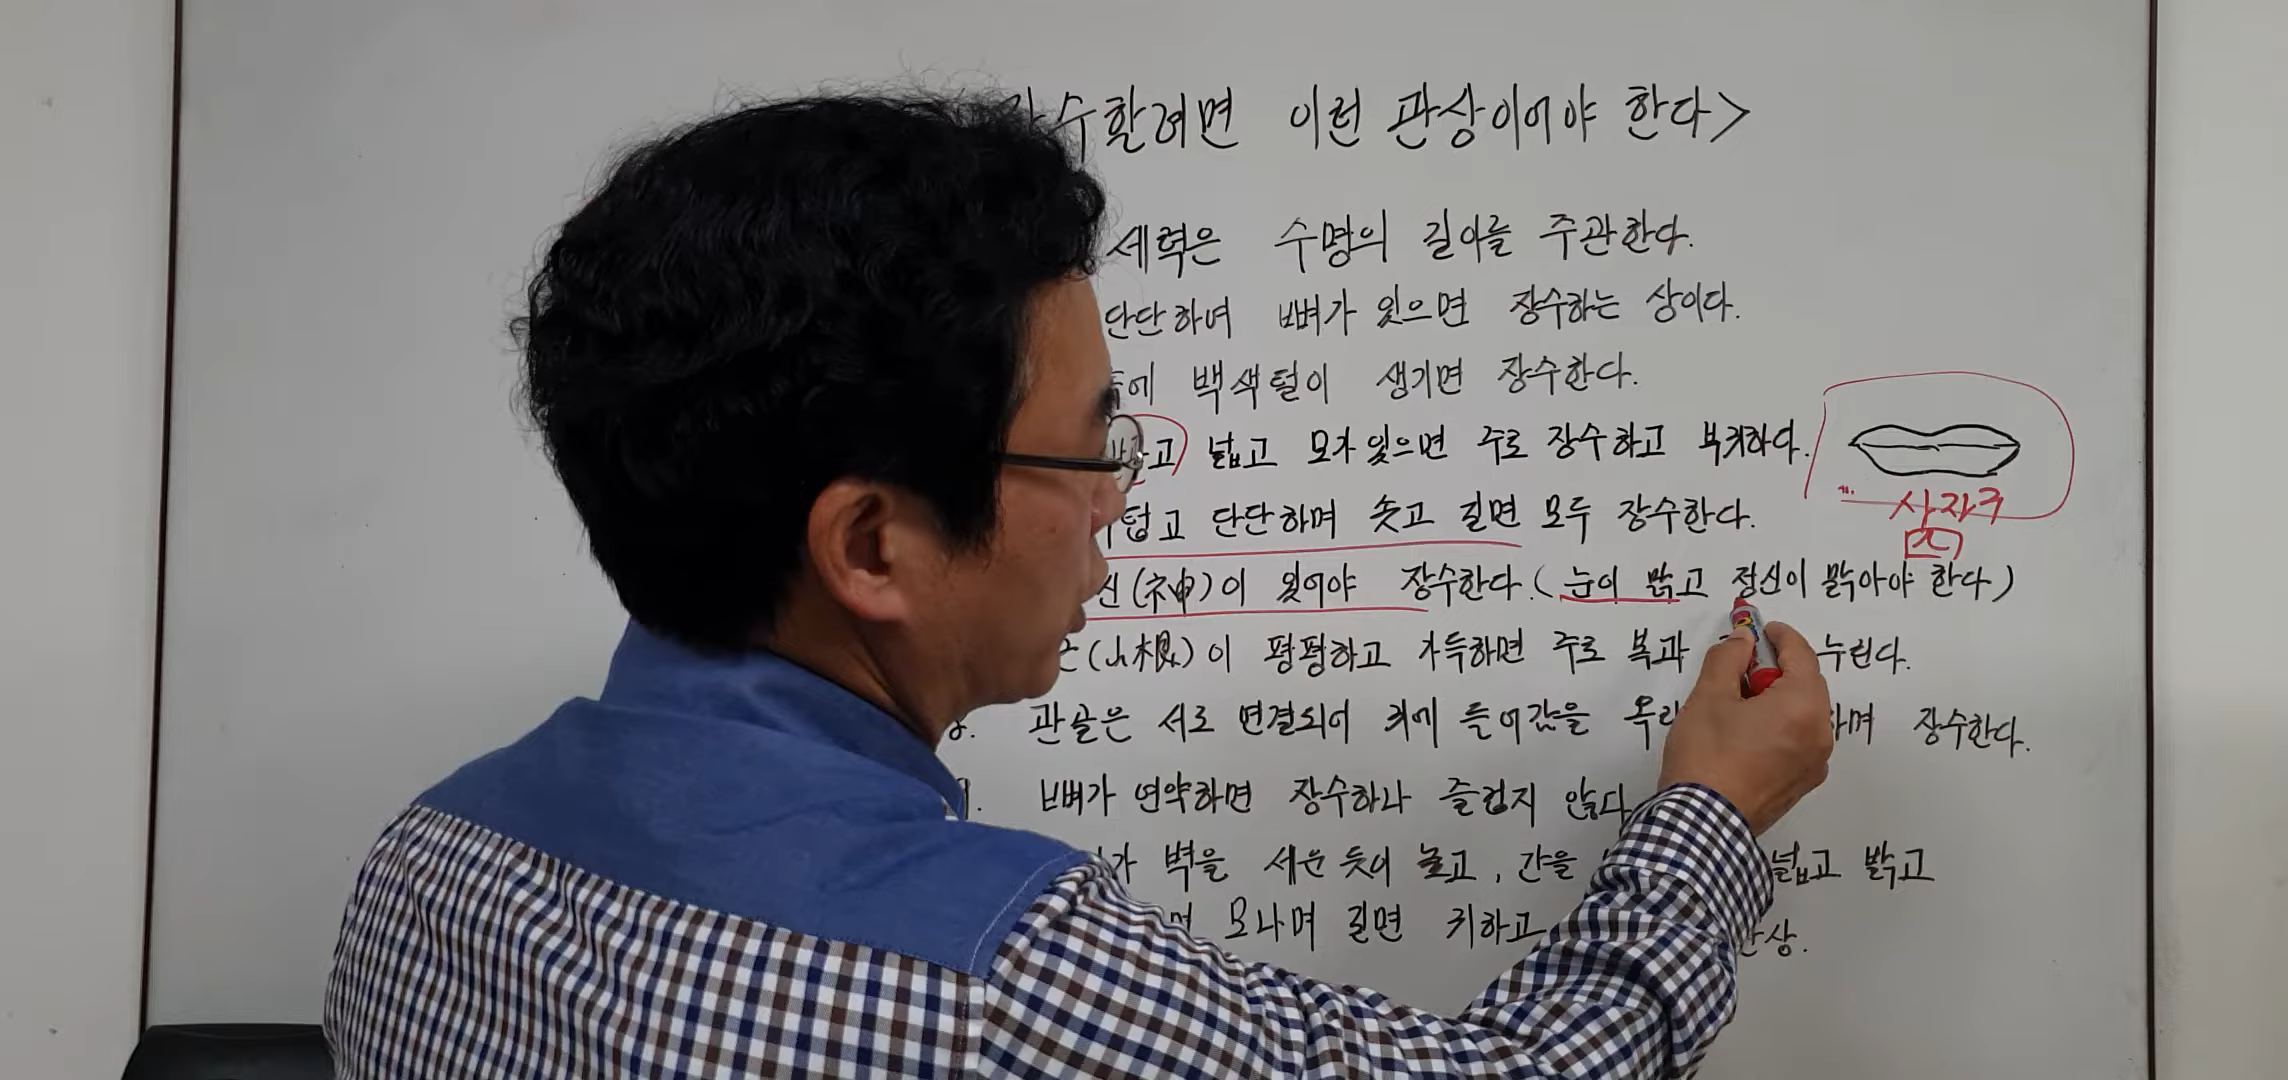 장수할려면 이런 관상이어야 한다>
세력은 수명의 길이를 주관한다.
단단하여 뼈가 있으면 장수하는 상이다.
에 백색털이 생기면 장수한다.
넓고 모가 있으면 주로 장수하고 부귀하다.
사자구
텁고 단단하며 솟고 길면 모두 장수한다.
신(神)이 있어야 장수한다.(눈이 맑고 정신이 맑아야 한다)
(山根)이 평평하고 가득하면 주로 복과 누린다.
8. 관골은 서로 연결되어 귀에 들어갔을 하며 장수한다.
9. 뼈가 연약하면 장수하나 즐겁지 않다
가 벽을 세운 듯이 높고, 간을 넓고 밝고
며 모나며 길면 귀하고 상.